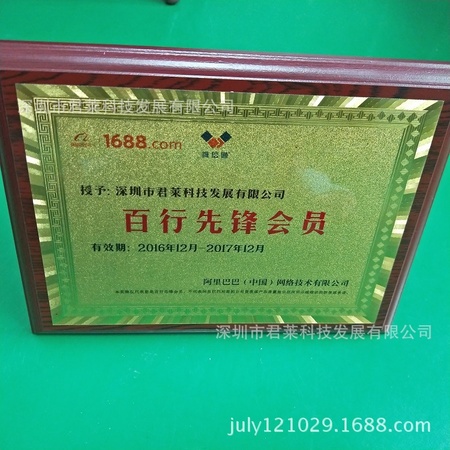 深圳市君莱科技发展有限公司
1688.com 诚信通
授予: 深圳市君莱科技发展有限公司
百行先锋会员
有效期: 2016年12月-2017年12月
阿里巴巴（中国）网络技术有限公司
深圳市君莱科技发展有限公司
july121029.1688.com